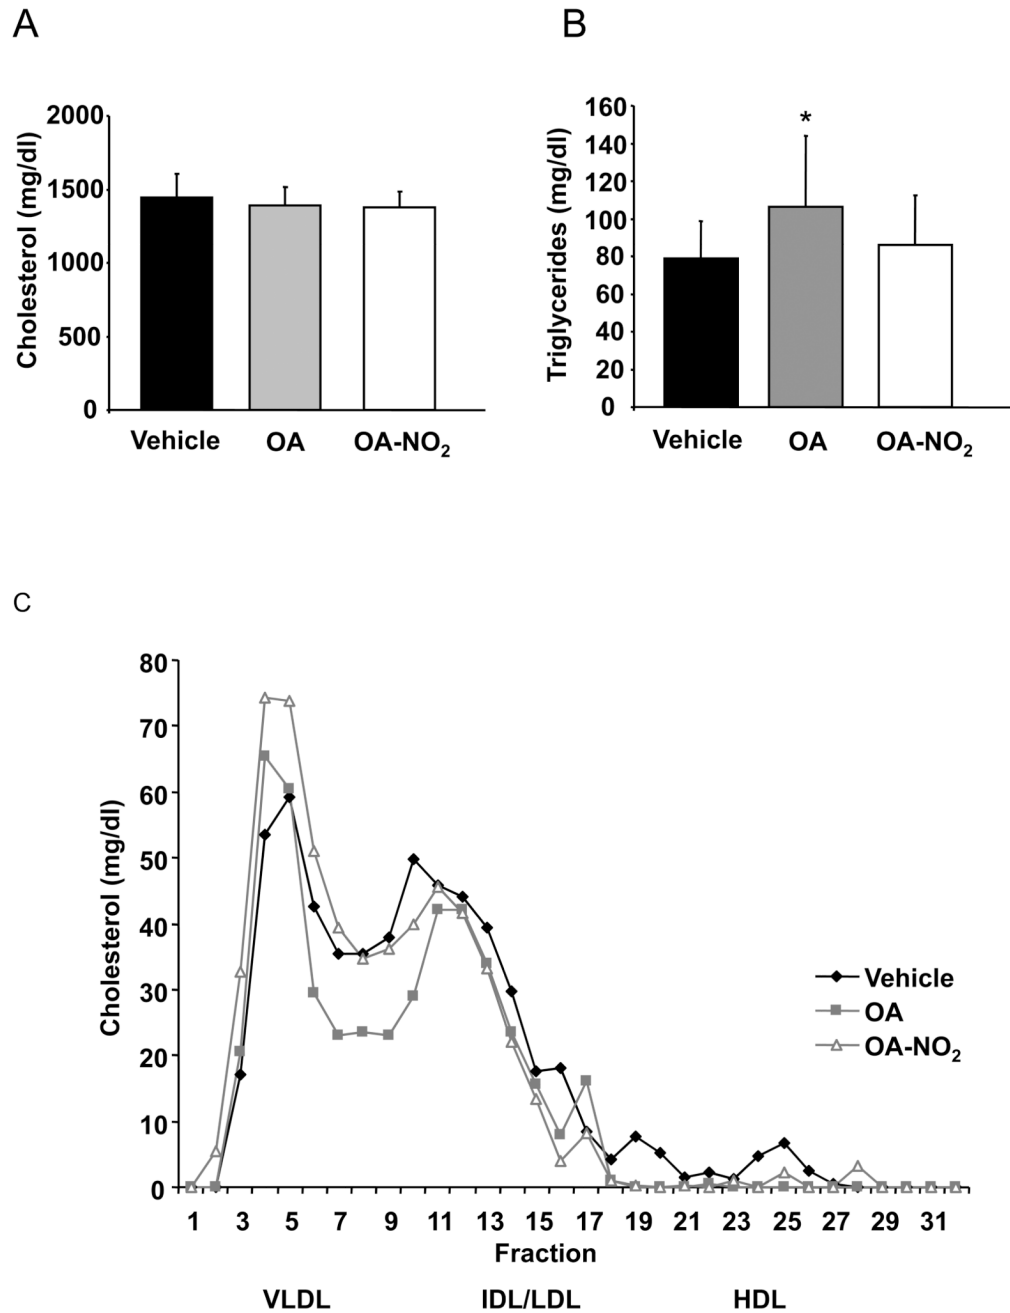 A
B
2000
1500
1000
500
0
Cholesterol (mg/dl)
Vehicle OA OA-NO₂
160
140
120
100
80
60
40
20
0
Triglycerides (mg/dl)
*
Vehicle OA OA-NO₂
C
80
70
60
50
40
30
20
10
0
Cholesterol (mg/dl)
Vehicle
OA
OA-NO₂
1 3 5 7 9 11 13 15 17 19 21 23 25 27 29 31
Fraction
VLDL IDL/LDL HDL